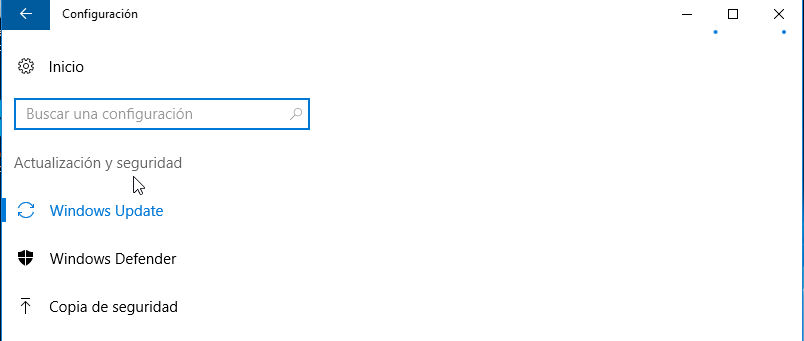 Configuración
Inicio
Buscar una configuración
Actualización y seguridad
Windows Update
Windows Defender
Copia de seguridad